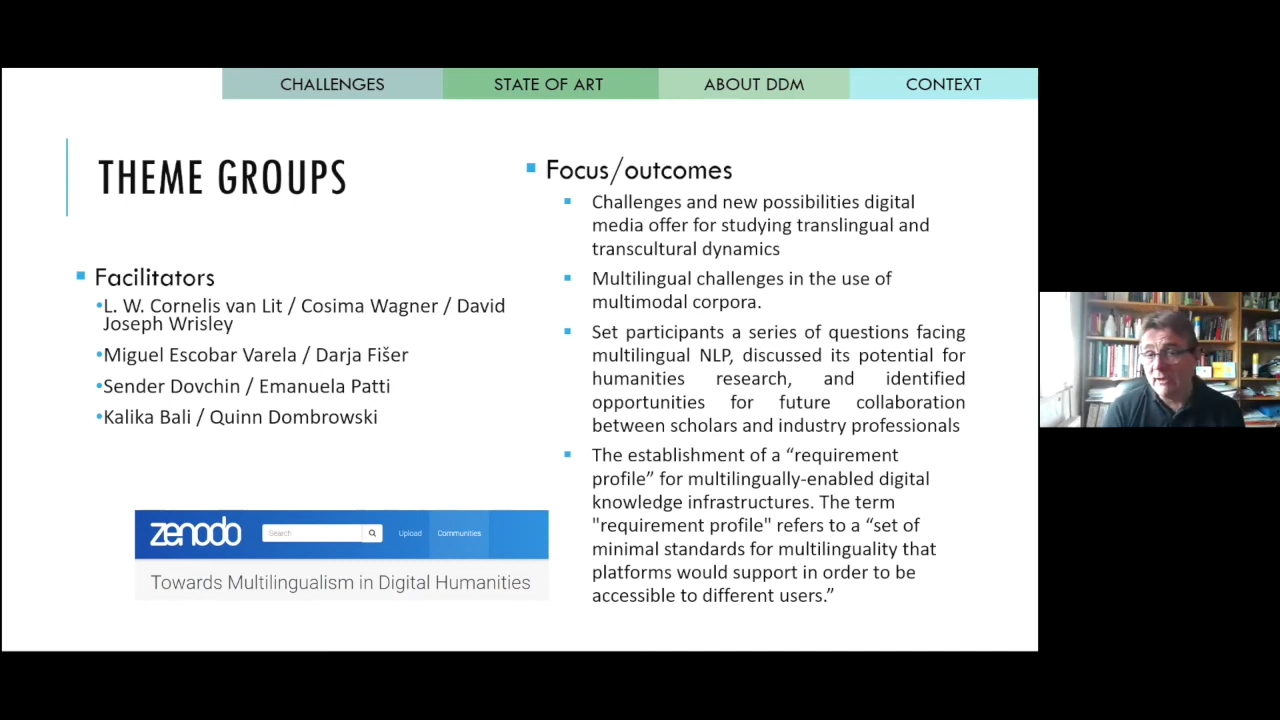 CHALLENGES
STATE OF ART
ABOUT DDM
CONTEXT
THEME GROUPS
▪ Facilitators
•L. W. Cornelis van Lit / Cosima Wagner / David
Joseph Wrisley
•Miguel Escobar Varela / Darja Fišer
•Sender Dovchin / Emanuela Patti
•Kalika Bali / Quinn Dombrowski
zenodo
Search
Upload
Communities
Towards Multilingualism in Digital Humanities
▪ Focus/outcomes
▪ Challenges and new possibilities digital
media offer for studying translingual and
transcultural dynamics
▪ Multilingual challenges in the use of
multimodal corpora.
▪ Set participants a series of questions facing
multilingual NLP, discussed its potential for
humanities research, and identified
opportunities for future collaboration
between scholars and industry professionals
▪ The establishment of a “requirement
profile” for multilingually-enabled digital
knowledge infrastructures. The term
"requirement profile" refers to a “set of
minimal standards for multilinguality that
platforms would support in order to be
accessible to different users.”